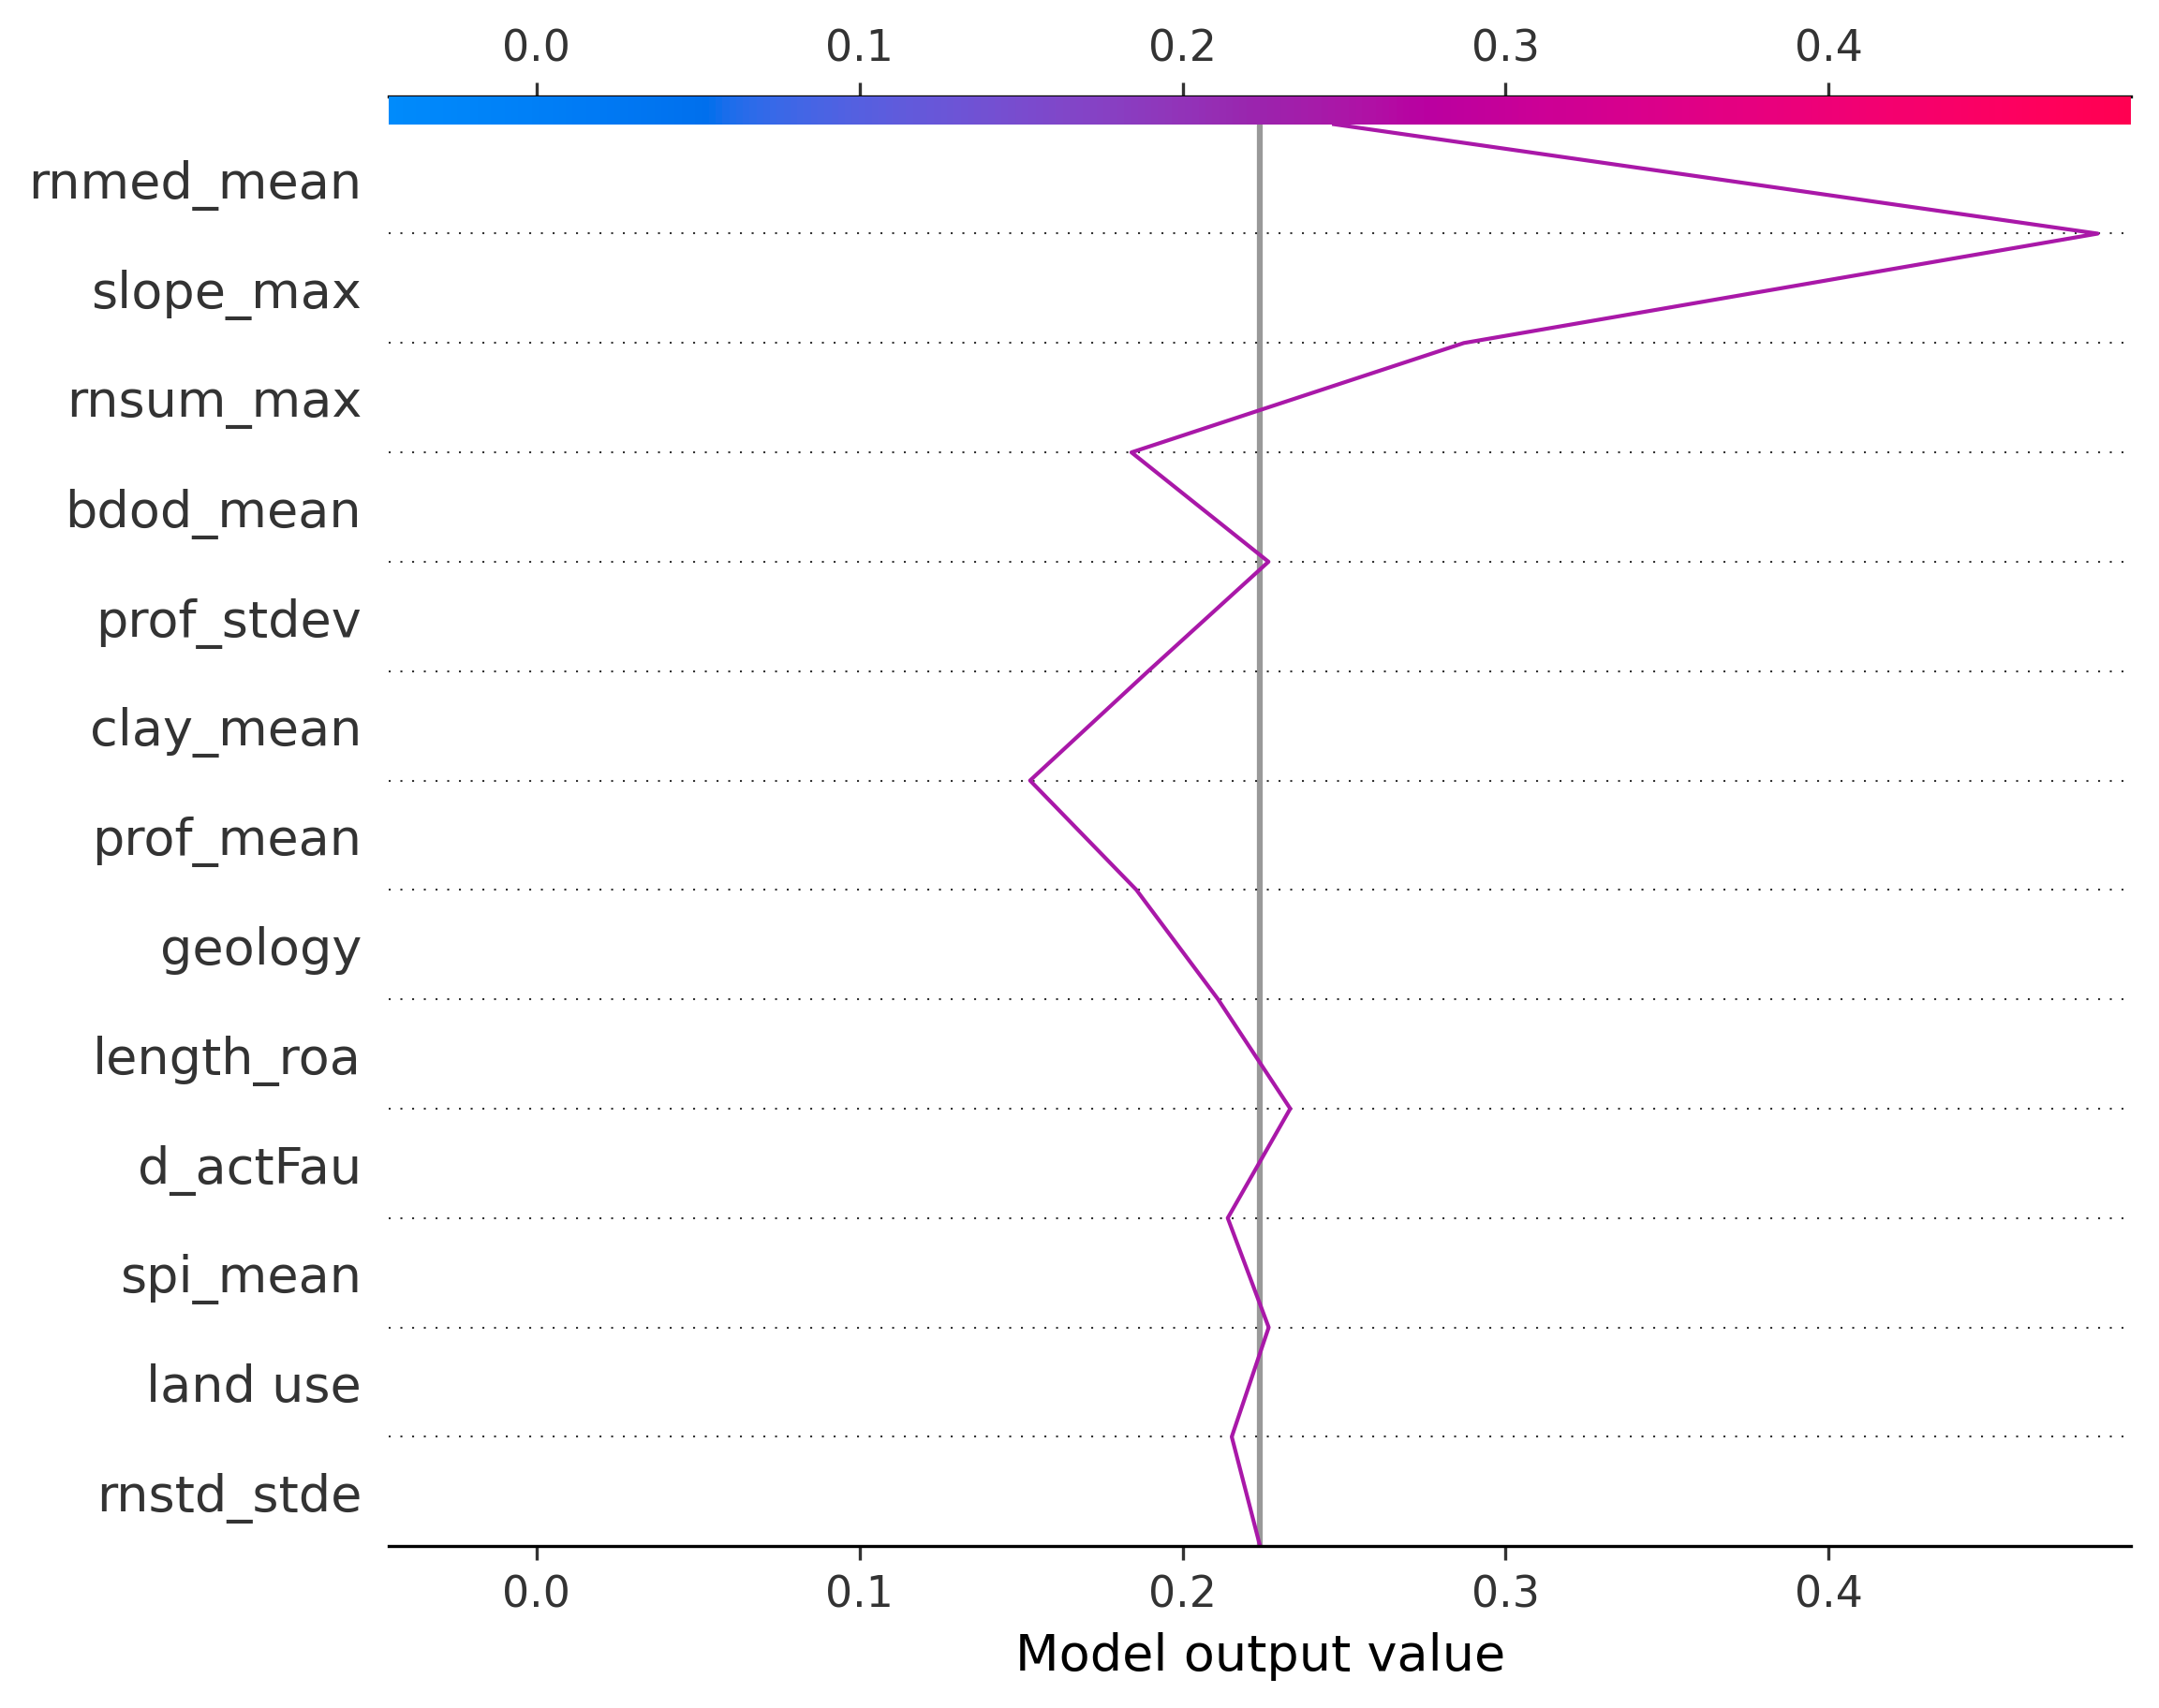 0.0 0.1 0.2 0.3 0.4
rnmed_mean
slope_max
rnsum_max
bdod_mean
prof_stdev
clay_mean
prof_mean
geology
length_roa
d_actFau
spi_mean
land use
rnstd_stde
0.0 0.1 0.2 0.3 0.4
Model output value